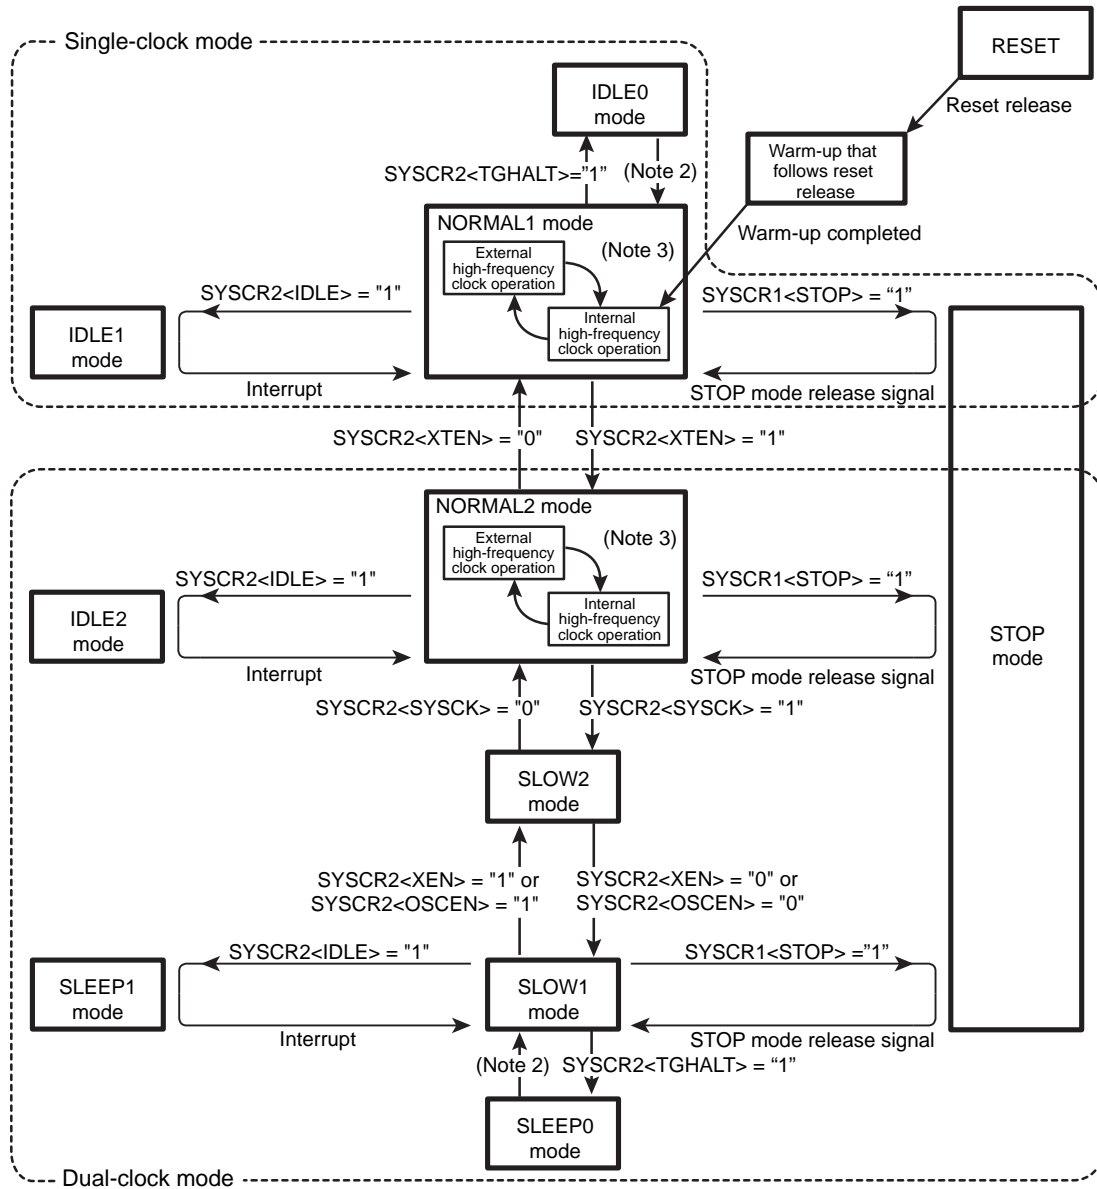 Single-clock mode
RESET
IDLE0
mode
Reset release
SYSCR2<TGHALT>="1"
(Note 2)
Warm-up that
follows reset
release
NORMAL1 mode
Warm-up completed
External
high-frequency
clock operation
(Note 3)
SYSCR2<IDLE> = "1"
SYSCR1<STOP> = “1”
IDLE1
mode
Internal
high-frequency
clock operation
Interrupt
STOP mode release signal
SYSCR2<XTEN> = "0"
SYSCR2<XTEN> = "1"
NORMAL2 mode
External
high-frequency
clock operation
(Note 3)
SYSCR2<IDLE> = "1"
SYSCR1<STOP> = “1”
IDLE2
mode
Internal
high-frequency
clock operation
STOP
mode
Interrupt
STOP mode release signal
SYSCR2<SYSCK> = "0"
SYSCR2<SYSCK> = "1"
SLOW2
mode
SYSCR2<XEN> = "1" or
SYSCR2<OSCEN> = "1"
SYSCR2<XEN> = "0" or
SYSCR2<OSCEN> = "0"
SYSCR2<IDLE> = "1"
SYSCR1<STOP> =”1”
SLEEP1
mode
SLOW1
mode
Interrupt
STOP mode release signal
(Note 2)
SYSCR2<TGHALT> = “1”
SLEEP0
mode
Dual-clock mode